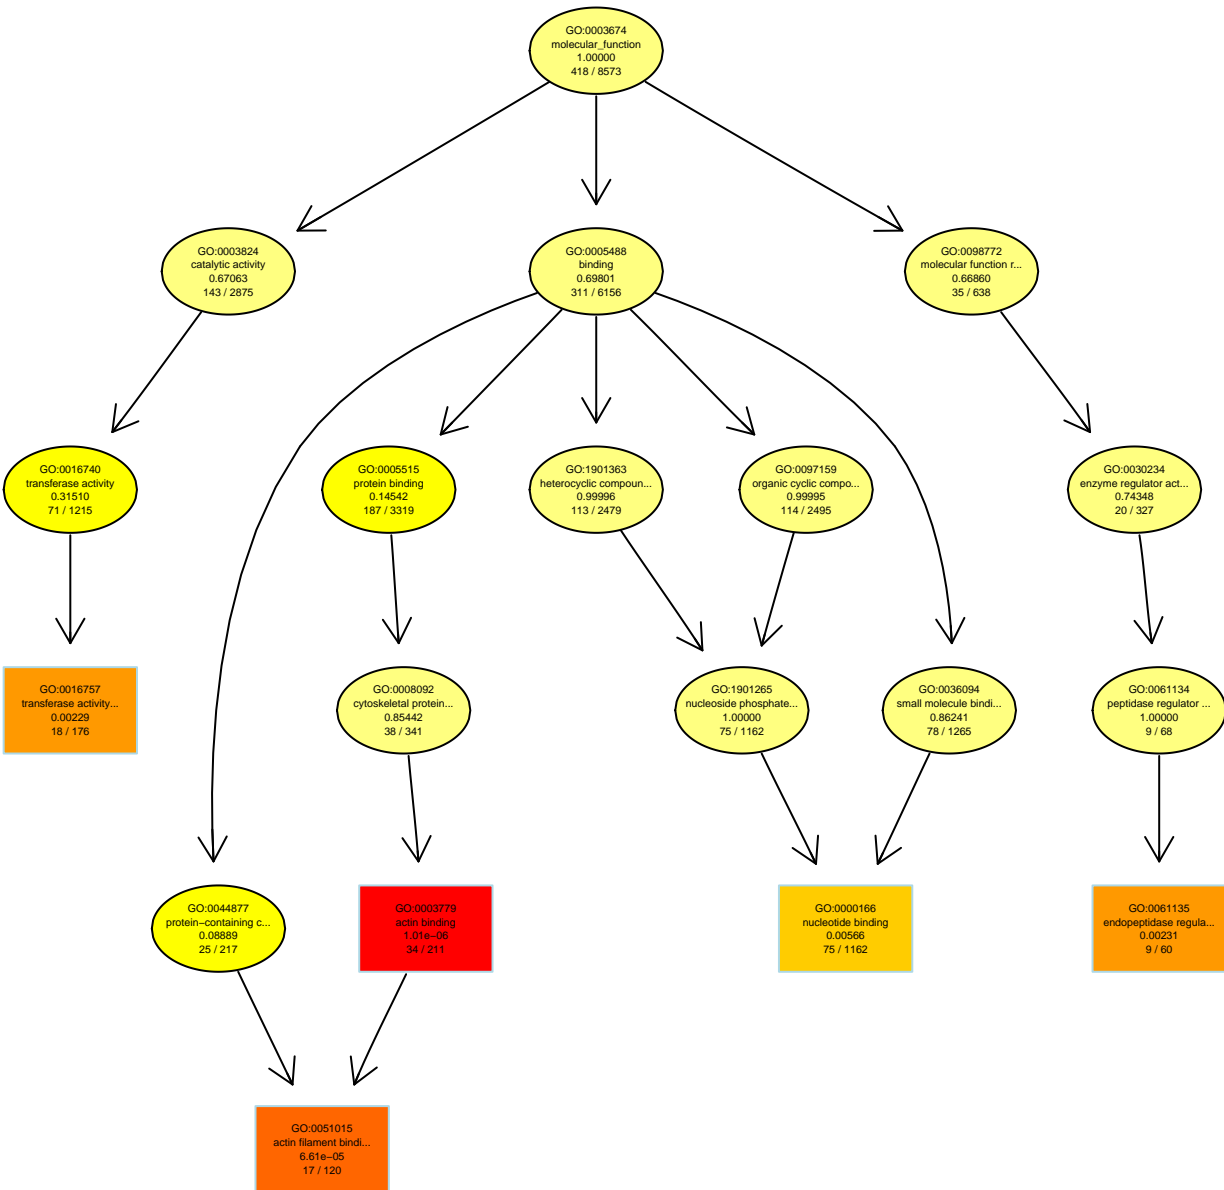 GO:0003674
molecular_function
1.00000
418 / 8573
GO:0003824
catalytic activity
0.67063
143 / 2875
GO:0005488
binding
0.69801
311 / 6156
GO:0098772
molecular function r...
0.66860
35 / 638
GO:0016740
transferase activity
0.31510
71 / 1215
GO:0005515
protein binding
0.14542
187 / 3319
GO:1901363
heterocyclic compoun...
0.99996
113 / 2479
GO:0097159
organic cyclic compo...
0.99995
114 / 2495
GO:0030234
enzyme regulator act...
0.74348
20 / 327
GO:0016757
transferase activity...
0.00229
18 / 176
GO:0008092
cytoskeletal protein...
0.85442
38 / 341
GO:1901265
nucleoside phosphate...
1.00000
75 / 1162
GO:0036094
small molecule bindi...
0.86241
78 / 1265
GO:0061134
peptidase regulator ...
1.00000
9 / 68
GO:0044877
protein−containing c...
0.08889
25 / 217
GO:0003779
actin binding
1.01e−06
34 / 211
GO:0000166
nucleotide binding
0.00566
75 / 1162
GO:0061135
endopeptidase regula...
0.00231
9 / 60
GO:0051015
actin filament bindi...
6.61e−05
17 / 120